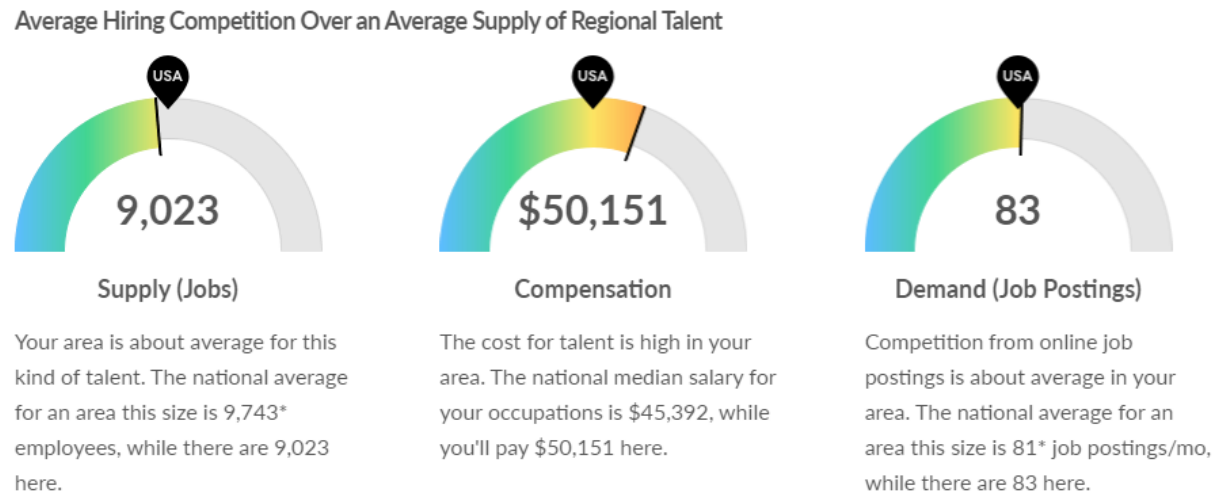 Average Hiring Competition Over an Average Supply of Regional Talent
USA
9,023
Supply (Jobs)
Your area is about average for this
kind of talent. The national average
for an area this size is 9,743*
employees, while there are 9,023
here.
USA
$50,151
Compensation
The cost for talent is high in your
area. The national median salary for
your occupations is $45,392, while
you'll pay $50,151 here.
USA
83
Demand (Job Postings)
Competition from online job
postings is about average in your
area. The national average for an
area this size is 81* job postings/mo,
while there are 83 here.